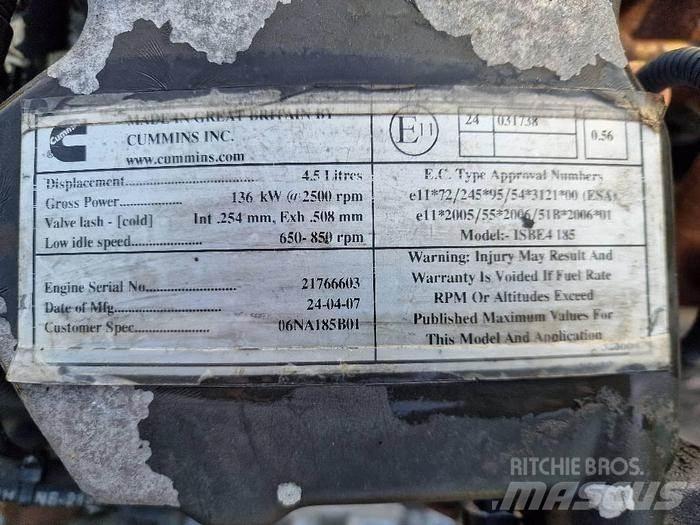 Cummins
MADE IN GREAT BRITAIN BY
CUMMINS INC.
www.cummins.com
Displacement................. 4.5 Litres
Gross Power................. 136 kW @ 2500 rpm
Valve lash - [cold] Int .254 mm, Exh .508 mm
Low idle speed................. 650- 850 rpm
Engine Serial No................. 21766603
Date of Mfg................. 24-04-07
Customer Spec................. 06NA185B01
E11
24 031738
0.56
E.C. Type Approval Numbers
e11*72/245*95/54*3121*00 (ESA)
e11*2005/55*2006/51B*2006*01
Model:- ISBE4 185
Warning: Injury May Result And
Warranty Is Voided If Fuel Rate
RPM Or Altitudes Exceed
Published Maximum Values For
This Model And Application
RITCHIE BROS.
MASCUS